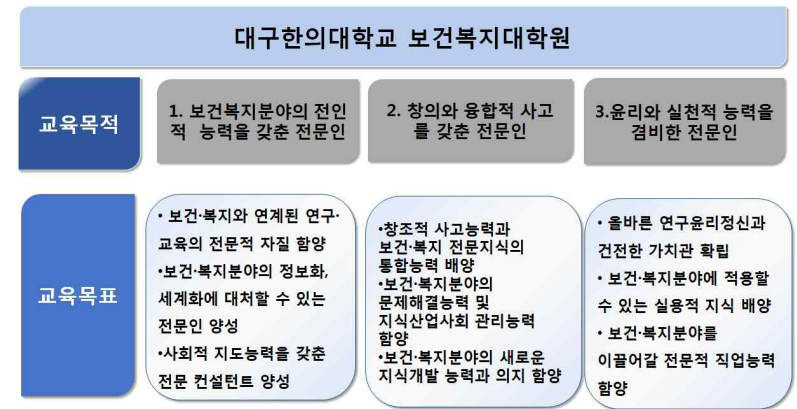 대구한의대학교 보건복지대학원
교육목적
1. 보건복지분야의 전인
적 능력을 갖춘 전문인
2. 창의와 융합적 사고
를 갖춘 전문인
3.윤리와 실천적 능력을
겸비한 전문인
교육목표
• 보건·복지와 연계된 연구·
교육의 전문적 자질 함양
•보건·복지분야의 정보화,
세계화에 대처할 수 있는
전문인 양성
•사회적 지도능력을 갖춘
전문 컨설턴트 양성
•창조적 사고능력과
보건·복지 전문지식의
통합능력 배양
•보건·복지분야의
문제해결능력 및
지식산업사회 관리능력
함양
•보건·복지분야의 새로운
지식개발 능력과 의지 함양
• 올바른 연구윤리정신과
건전한 가치관 확립
• 보건·복지분야에 적용할
수 있는 실용적 지식 배양
• 보건·복지분야를
이끌어갈 전문적 직업능력
함양